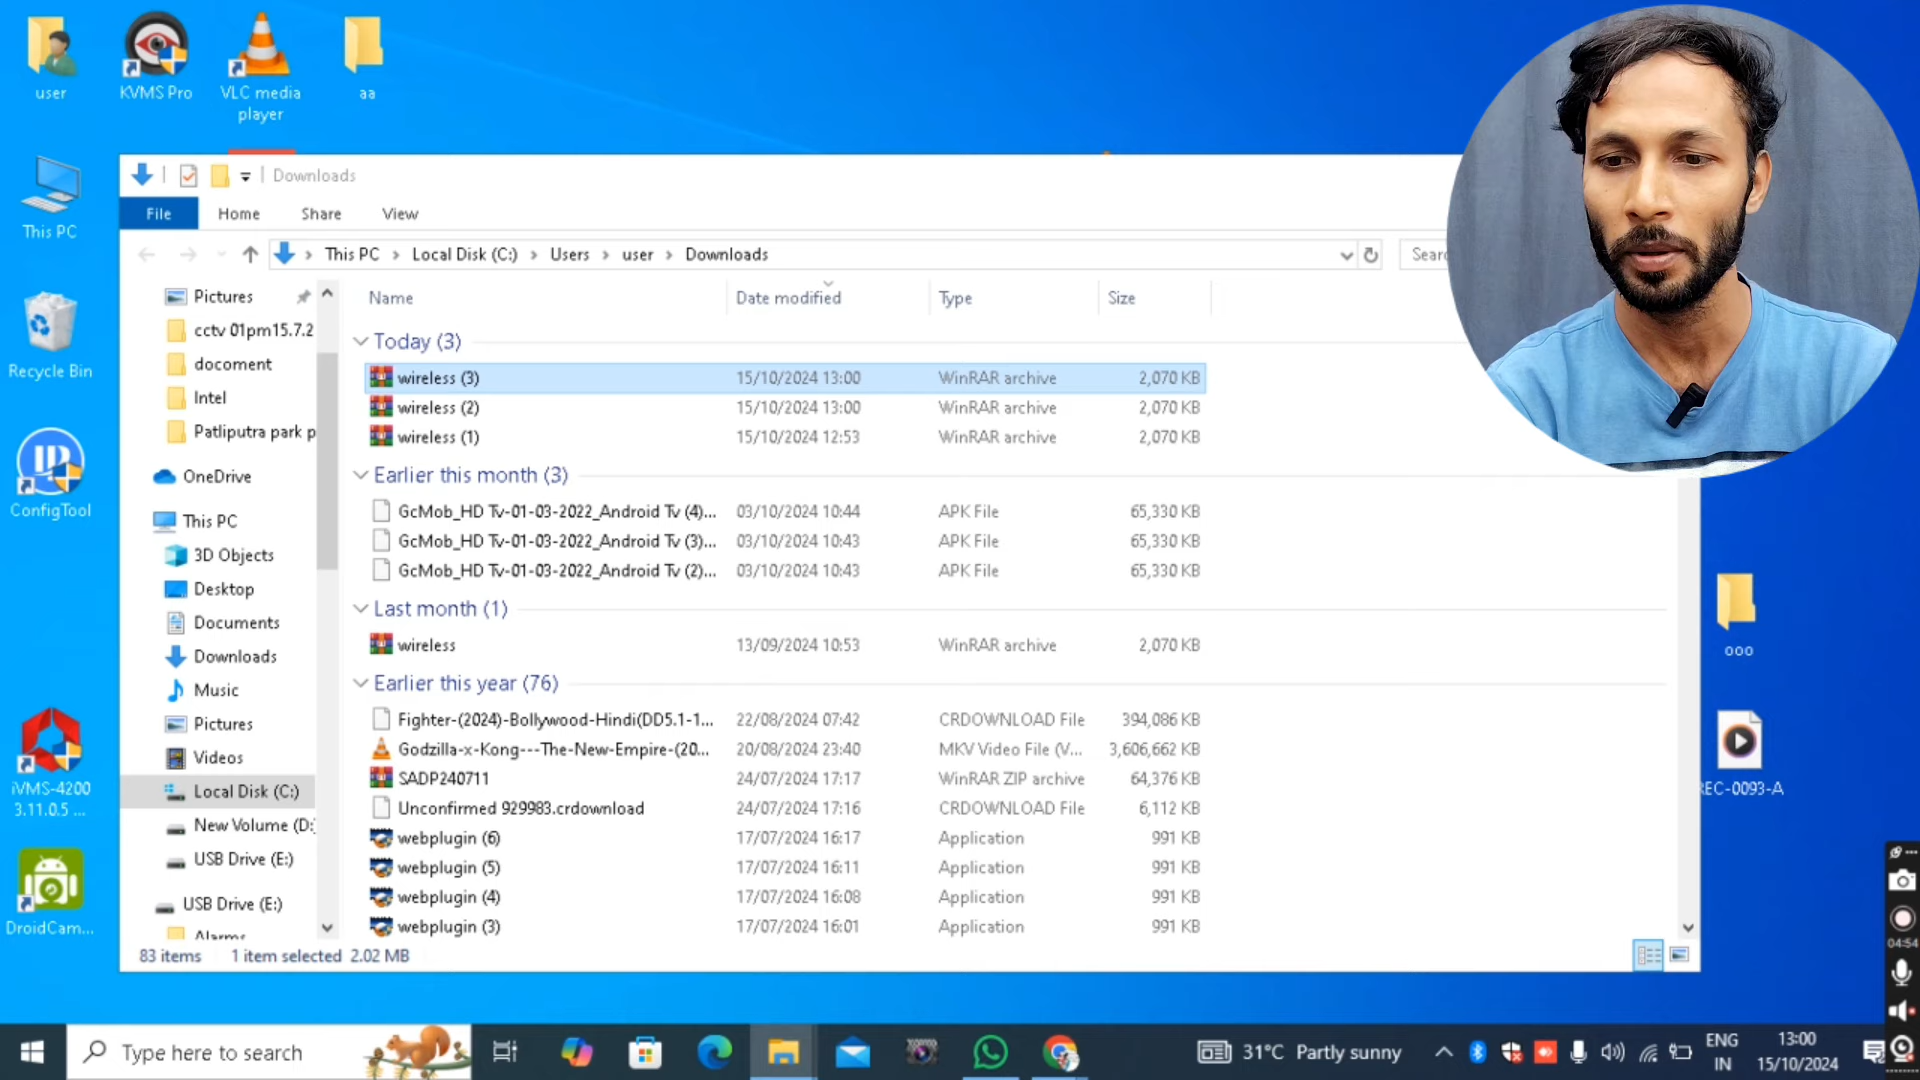 user
KVMS Pro
VLC media
player
aa
This PC
Recycle Bin
ConfigTool
iVMS-4200
3.11.0.5 ...
DroidCam...
ooo
REC-0093-A
Downloads
File Home Share View
This PC > Local Disk (C:) > Users > user > Downloads
Searc
Pictures
cctv 01pm15.7.2
docoment
Intel
Patliputra park p
OneDrive
This PC
3D Objects
Desktop
Documents
Downloads
Music
Pictures
Videos
Local Disk (C:)
New Volume (D:)
USB Drive (E:)
USB Drive (E:)
Alarms
Name Date modified Type Size
Today (3)
wireless (3) 15/10/2024 13:00 WinRAR archive 2,070 KB
wireless (2) 15/10/2024 13:00 WinRAR archive 2,070 KB
wireless (1) 15/10/2024 12:53 WinRAR archive 2,070 KB
Earlier this month (3)
GcMob_HD Tv-01-03-2022_Android Tv (4)... 03/10/2024 10:44 APK File 65,330 KB
GcMob_HD Tv-01-03-2022_Android Tv (3)... 03/10/2024 10:43 APK File 65,330 KB
GcMob_HD Tv-01-03-2022_Android Tv (2)... 03/10/2024 10:43 APK File 65,330 KB
Last month (1)
wireless 13/09/2024 10:53 WinRAR archive 2,070 KB
Earlier this year (76)
Fighter-(2024)-Bollywood-Hindi(DD5.1-1... 22/08/2024 07:42 CRDOWNLOAD File 394,086 KB
Godzilla-x-Kong---The-New-Empire-(20... 20/08/2024 23:40 MKV Video File (V... 3,606,662 KB
SADP240711 24/07/2024 17:17 WinRAR ZIP archive 64,376 KB
Unconfirmed 929983.crdownload 24/07/2024 17:16 CRDOWNLOAD File 6,112 KB
webplugin (6) 17/07/2024 16:17 Application 991 KB
webplugin (5) 17/07/2024 16:11 Application 991 KB
webplugin (4) 17/07/2024 16:08 Application 991 KB
webplugin (3) 17/07/2024 16:01 Application 991 KB
83 items 1 item selected 2.02 MB
04:54
Type here to search
31°C Partly sunny
ENG
IN
13:00
15/10/2024